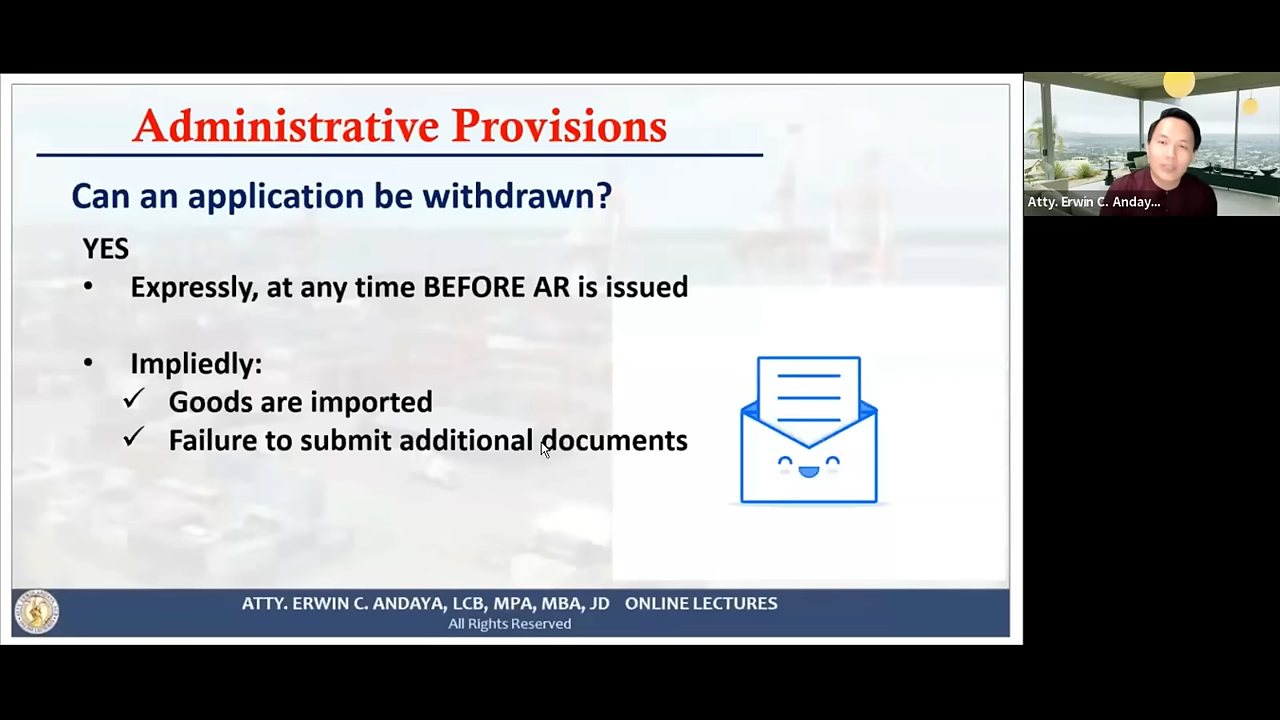 Administrative Provisions
Can an application be withdrawn?
YES
• Expressly, at any time BEFORE AR is issued
• Impliedly:
✓ Goods are imported
✓ Failure to submit additional documents
ATTY. ERWIN C. ANDAYA, LCB, MPA, MBA, JD ONLINE LECTURES
All Rights Reserved
Atty. Erwin C. Anday...